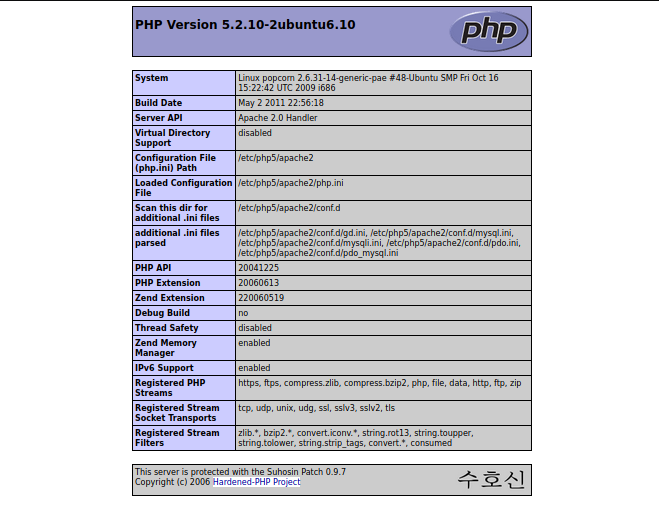 PHP Version 5.2.10-2ubuntu6.10
php
System
Linux popcorn 2.6.31-14-generic-pae #48-Ubuntu SMP Fri Oct 16
15:22:42 UTC 2009 i686
Build Date
May 2 2011 22:56:18
Server API
Apache 2.0 Handler
Virtual Directory
Support
disabled
Configuration File
(php.ini) Path
/etc/php5/apache2
Loaded Configuration
File
/etc/php5/apache2/php.ini
Scan this dir for
additional .ini files
/etc/php5/apache2/conf.d
additional .ini files
parsed
/etc/php5/apache2/conf.d/gd.ini, /etc/php5/apache2/conf.d/mysql.ini,
/etc/php5/apache2/conf.d/mysqli.ini, /etc/php5/apache2/conf.d/pdo.ini,
/etc/php5/apache2/conf.d/pdo_mysql.ini
PHP API
20041225
PHP Extension
20060613
Zend Extension
220060519
Debug Build
no
Thread Safety
disabled
Zend Memory
Manager
enabled
IPv6 Support
enabled
Registered PHP
Streams
https, ftps, compress.zlib, compress.bzip2, php, file, data, http, ftp, zip
Registered Stream
Socket Transports
tcp, udp, unix, udg, ssl, sslv3, sslv2, tls
Registered Stream
Filters
zlib.*, bzip2.*, convert.iconv.*, string.rot13, string.toupper,
string.tolower, string.strip_tags, convert.*, consumed
This server is protected with the Suhosin Patch 0.9.7
Copyright (c) 2006 Hardened-PHP Project
수호신